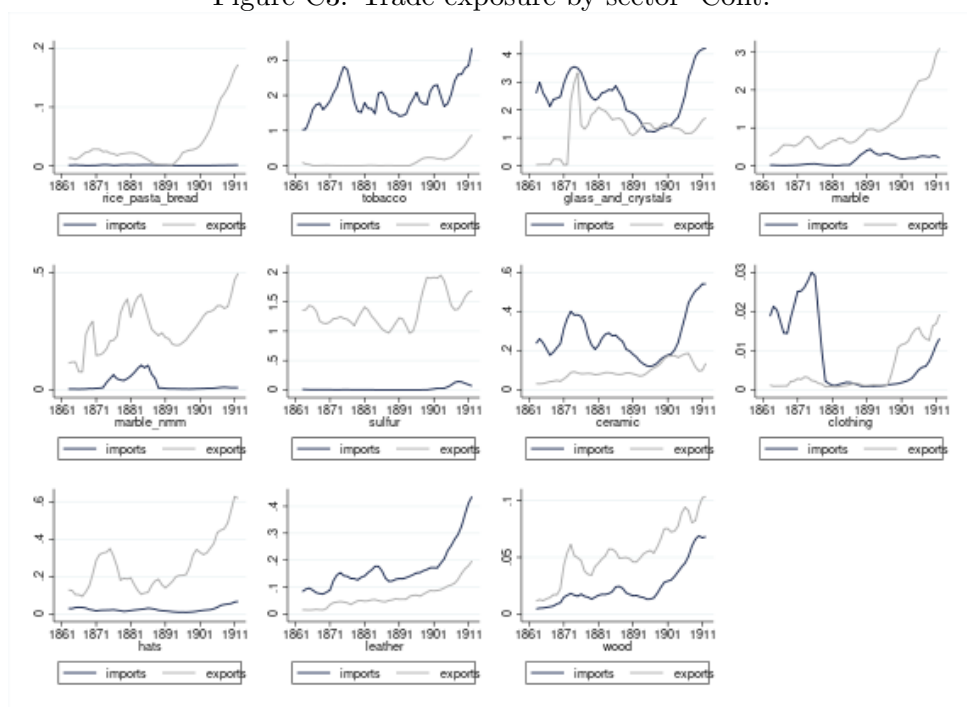 Figure C3: Trade exposure by sector- Cont.
.2
.1
0
1861 1871 1881 1891 1901 1911
rice_pasta_bread
imports exports
3
2
1
0
1861 1871 1881 1891 1901 1911
tobacco
imports exports
4
3
2
1
0
1861 1871 1881 1891 1901 1911
glass_and_crystals
imports exports
3
2
1
0
1861 1871 1881 1891 1901 1911
marble
imports exports
.5
0
1861 1871 1881 1891 1901 1911
marble_nmm
imports exports
2
1.5
1
.5
0
1861 1871 1881 1891 1901 1911
sulfur
imports exports
.6
.4
.2
0
1861 1871 1881 1891 1901 1911
ceramic
imports exports
.03
.02
.01
0
1861 1871 1881 1891 1901 1911
clothing
imports exports
.6
.4
.2
0
1861 1871 1881 1891 1901 1911
hats
imports exports
.4
.3
.2
.1
0
1861 1871 1881 1891 1901 1911
leather
imports exports
.1
.05
0
1861 1871 1881 1891 1901 1911
wood
imports exports